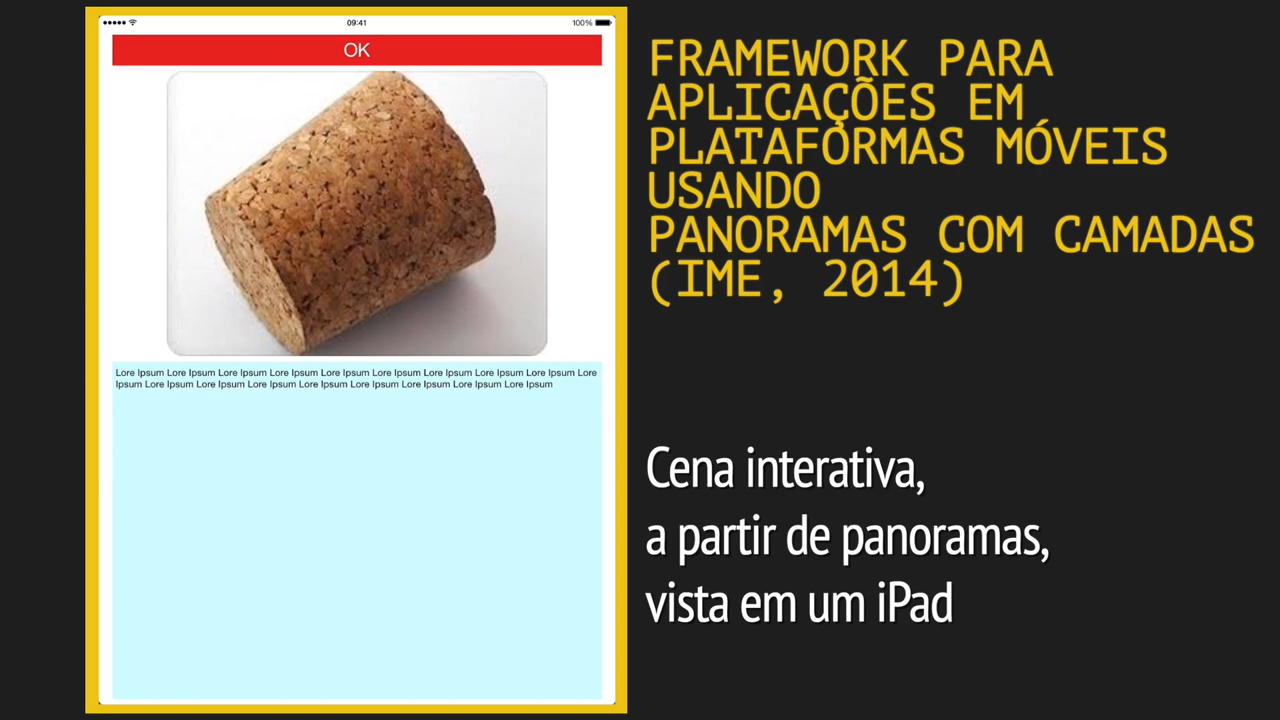 09:41
100%
OK
Lore Ipsum Lore Ipsum Lore Ipsum Lore Ipsum Lore Ipsum Lore Ipsum Lore Ipsum Lore Ipsum Lore Ipsum Lore
Ipsum Lore Ipsum Lore Ipsum Lore Ipsum Lore Ipsum Lore Ipsum Lore Ipsum Lore Ipsum Lore Ipsum
FRAMEWORK PARA
APLICAÇÕES EM
PLATAFORMAS MÓVEIS
USANDO
PANORAMAS COM CAMADAS
(IME, 2014)
Cena interativa,
a partir de panoramas,
vista em um iPad